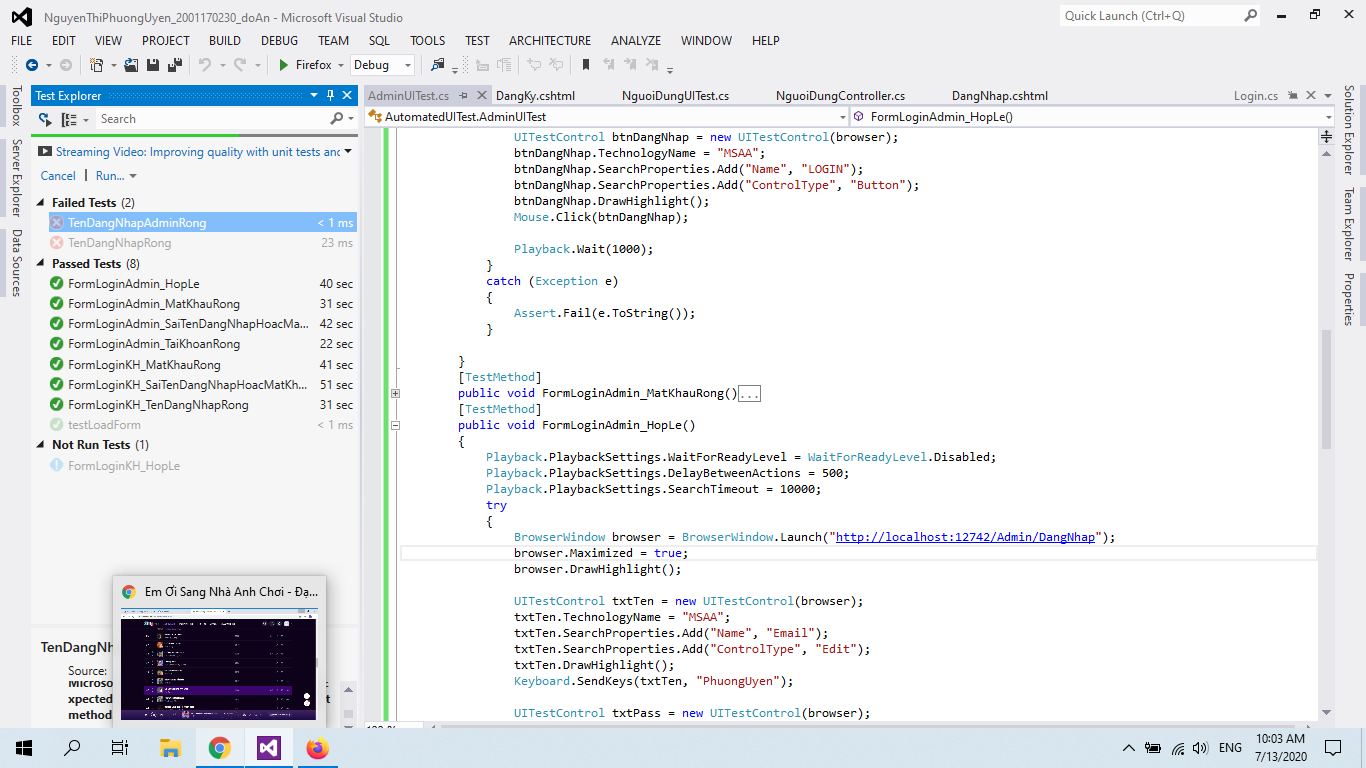 NguyenThiPhuongUyen_2001170230_doAn - Microsoft Visual Studio
Quick Launch (Ctrl+Q)
FILE EDIT VIEW PROJECT BUILD DEBUG TEAM SQL TOOLS TEST ARCHITECTURE ANALYZE WINDOW HELP
Firefox Debug
Toolbox
Server Explorer
Data Sources
Test Explorer
Search
Streaming Video: Improving quality with unit tests and
Cancel Run...
Failed Tests (2)
TenDangNhapAdminRong < 1 ms
TenDangNhapRong 23 ms
Passed Tests (8)
FormLoginAdmin_HopLe 40 sec
FormLoginAdmin_MatKhauRong 31 sec
FormLoginAdmin_SaiTenDangNhapHoacMa... 42 sec
FormLoginAdmin_TaiKhoanRong 22 sec
FormLoginKH_MatKhauRong 41 sec
FormLoginKH_SaiTenDangNhapHoacMatKh... 51 sec
FormLoginKH_TenDangNhapRong 31 sec
testLoadForm < 1 ms
Not Run Tests (1)
FormLoginKH_HopLe
Em Ơi Sang Nhà Anh Chơi - Đạ...
TenDangNh
Source:
Microso
xpected
method
AdminUITest.cs DangKy.cshtml NguoiDungUITest.cs NguoiDungController.cs DangNhap.cshtml Login.cs
AutomatedUITest.AdminUITest FormLoginAdmin_HopLe()
UITestControl btnDangNhap = new UITestControl(browser);
btnDangNhap.TechnologyName = "MSAA";
btnDangNhap.SearchProperties.Add("Name", "LOGIN");
btnDangNhap.SearchProperties.Add("ControlType", "Button");
btnDangNhap.DrawHighlight();
Mouse.Click(btnDangNhap);
Playback.Wait(1000);
}
catch (Exception e)
{
Assert.Fail(e.ToString());
}
}
[TestMethod]
public void FormLoginAdmin_MatKhauRong()...
[TestMethod]
public void FormLoginAdmin_HopLe()
{
Playback.PlaybackSettings.WaitForReadyLevel = WaitForReadyLevel.Disabled;
Playback.PlaybackSettings.DelayBetweenActions = 500;
Playback.PlaybackSettings.SearchTimeout = 10000;
try
{
BrowserWindow browser = BrowserWindow.Launch("http://localhost:12742/Admin/DangNhap");
browser.Maximized = true;
browser.DrawHighlight();
UITestControl txtTen = new UITestControl(browser);
txtTen.TechnologyName = "MSAA";
txtTen.SearchProperties.Add("Name", "Email");
txtTen.SearchProperties.Add("ControlType", "Edit");
txtTen.DrawHighlight();
Keyboard.SendKeys(txtTen, "PhuongUyen");
UITestControl txtPass = new UITestControl(browser);
Solution Explorer
Team Explorer
Properties
ENG
10:03 AM
7/13/2020